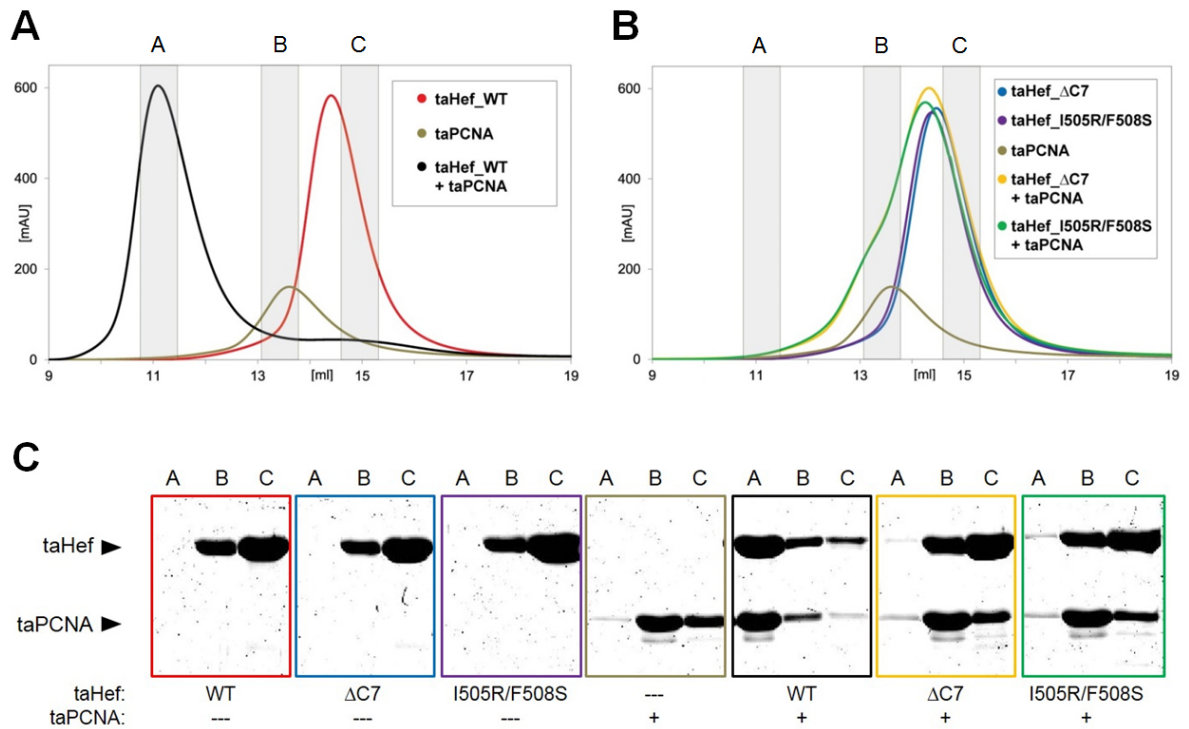 A
B
A B C
A B C
600
400
200
0
[mAU]
9 11 13 [ml] 15 17 19
taHef_WT
taPCNA
taHef_WT
+ taPCNA
600
400
200
0
[mAU]
9 11 13 [ml] 15 17 19
taHef_ΔC7
taHef_I505R/F508S
taPCNA
taHef_ΔC7
+ taPCNA
taHef_I505R/F508S
+ taPCNA
C
A B C A B C A B C A B C A B C A B C A B C
taHef
taPCNA
taHef: WT ΔC7 I505R/F508S --- WT ΔC7 I505R/F508S
taPCNA: --- --- --- + + + +